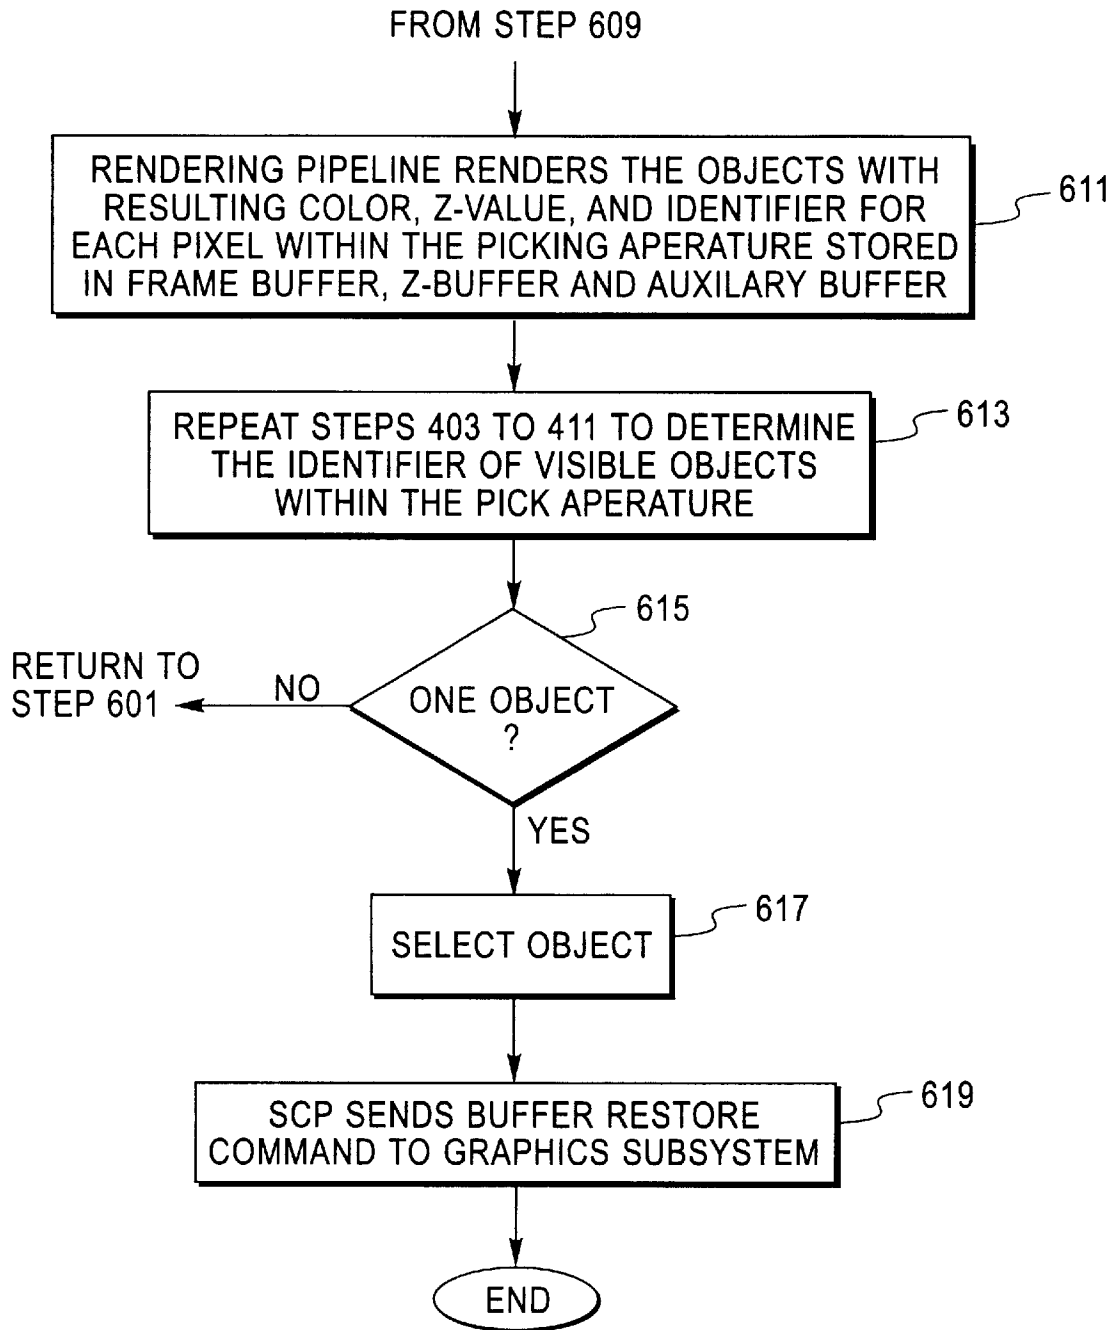 FROM STEP 609
RENDERING PIPELINE RENDERS THE OBJECTS WITH
RESULTING COLOR, Z-VALUE, AND IDENTIFIER FOR
EACH PIXEL WITHIN THE PICKING APERATURE STORED
IN FRAME BUFFER, Z-BUFFER AND AUXILARY BUFFER
611
REPEAT STEPS 403 TO 411 TO DETERMINE
THE IDENTIFIER OF VISIBLE OBJECTS
WITHIN THE PICK APERATURE
613
615
RETURN TO
STEP 601
NO
ONE OBJECT
?
YES
617
SELECT OBJECT
619
SCP SENDS BUFFER RESTORE
COMMAND TO GRAPHICS SUBSYSTEM
END